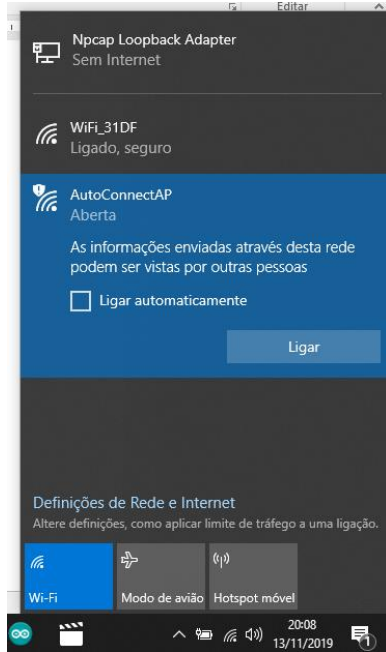 Editar
Npcap Loopback Adapter
Sem Internet
WiFi_31DF
Ligado, seguro
AutoConnectAP
Aberta
As informações enviadas através desta rede
podem ser vistas por outras pessoas
Ligar automaticamente
Ligar
Definições de Rede e Internet
Altere definições, como aplicar limite de tráfego a uma ligação.
Wi-Fi
Modo de avião
Hotspot móvel
20:08
13/11/2019
1